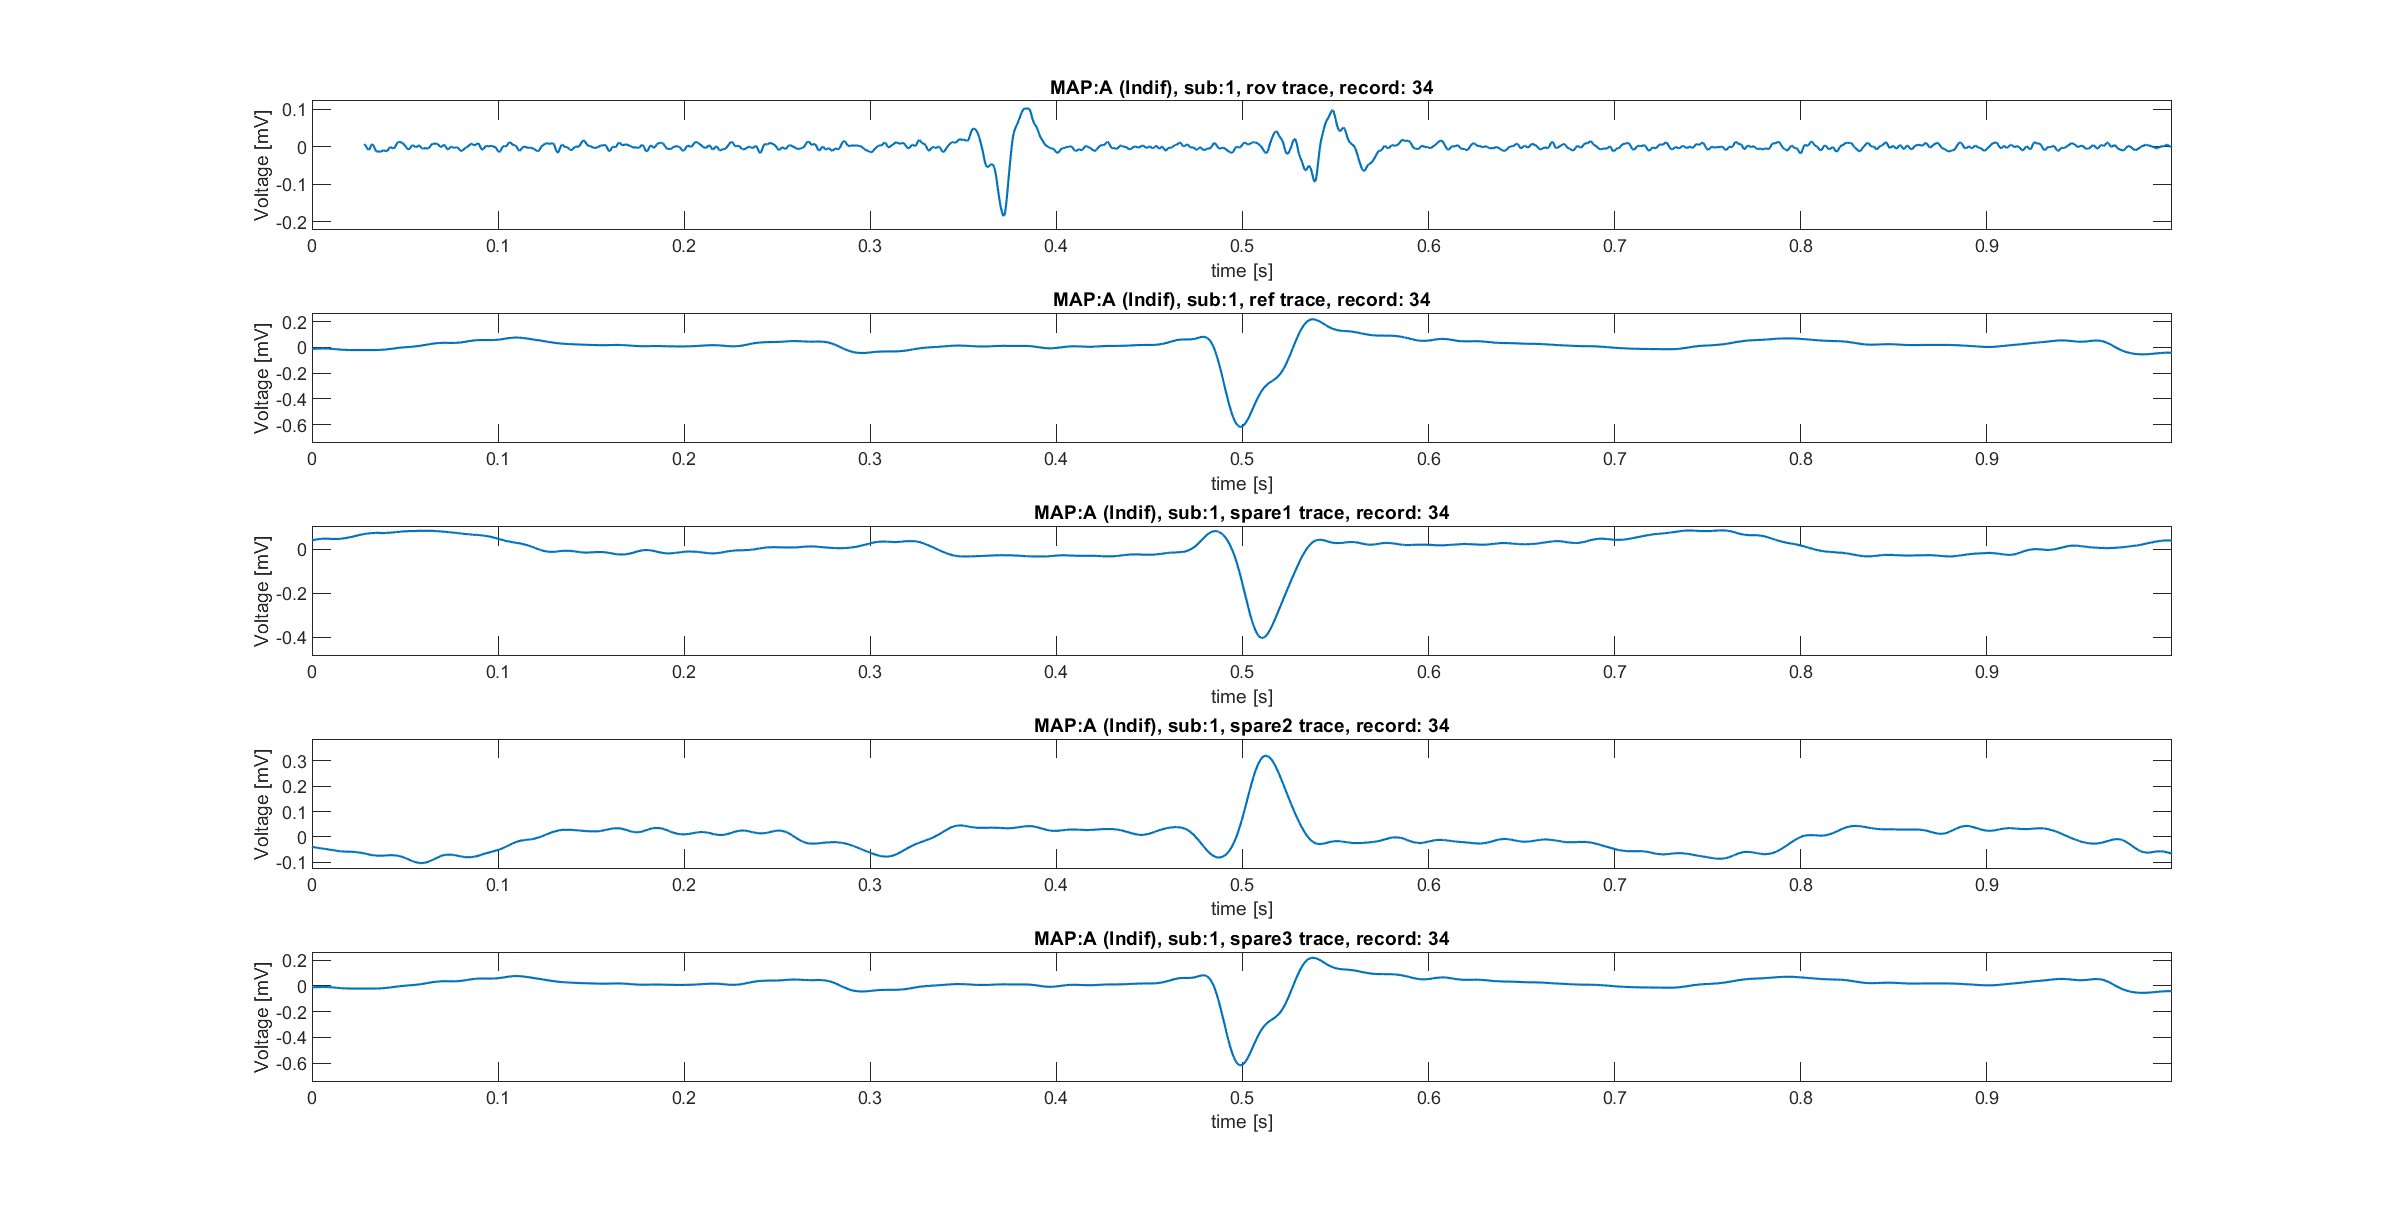 MAP:A (Indif), sub:1, rov trace, record: 34
Voltage [mV]
0.1
0
-0.1
-0.2
0 0.1 0.2 0.3 0.4 0.5 0.6 0.7 0.8 0.9
time [s]
MAP:A (Indif), sub:1, ref trace, record: 34
Voltage [mV]
0.2
0
-0.2
-0.4
-0.6
0 0.1 0.2 0.3 0.4 0.5 0.6 0.7 0.8 0.9
time [s]
MAP:A (Indif), sub:1, spare1 trace, record: 34
Voltage [mV]
0
-0.2
-0.4
0 0.1 0.2 0.3 0.4 0.5 0.6 0.7 0.8 0.9
time [s]
MAP:A (Indif), sub:1, spare2 trace, record: 34
Voltage [mV]
0.3
0.2
0.1
0
-0.1
0 0.1 0.2 0.3 0.4 0.5 0.6 0.7 0.8 0.9
time [s]
MAP:A (Indif), sub:1, spare3 trace, record: 34
Voltage [mV]
0.2
0
-0.2
-0.4
-0.6
0 0.1 0.2 0.3 0.4 0.5 0.6 0.7 0.8 0.9
time [s]